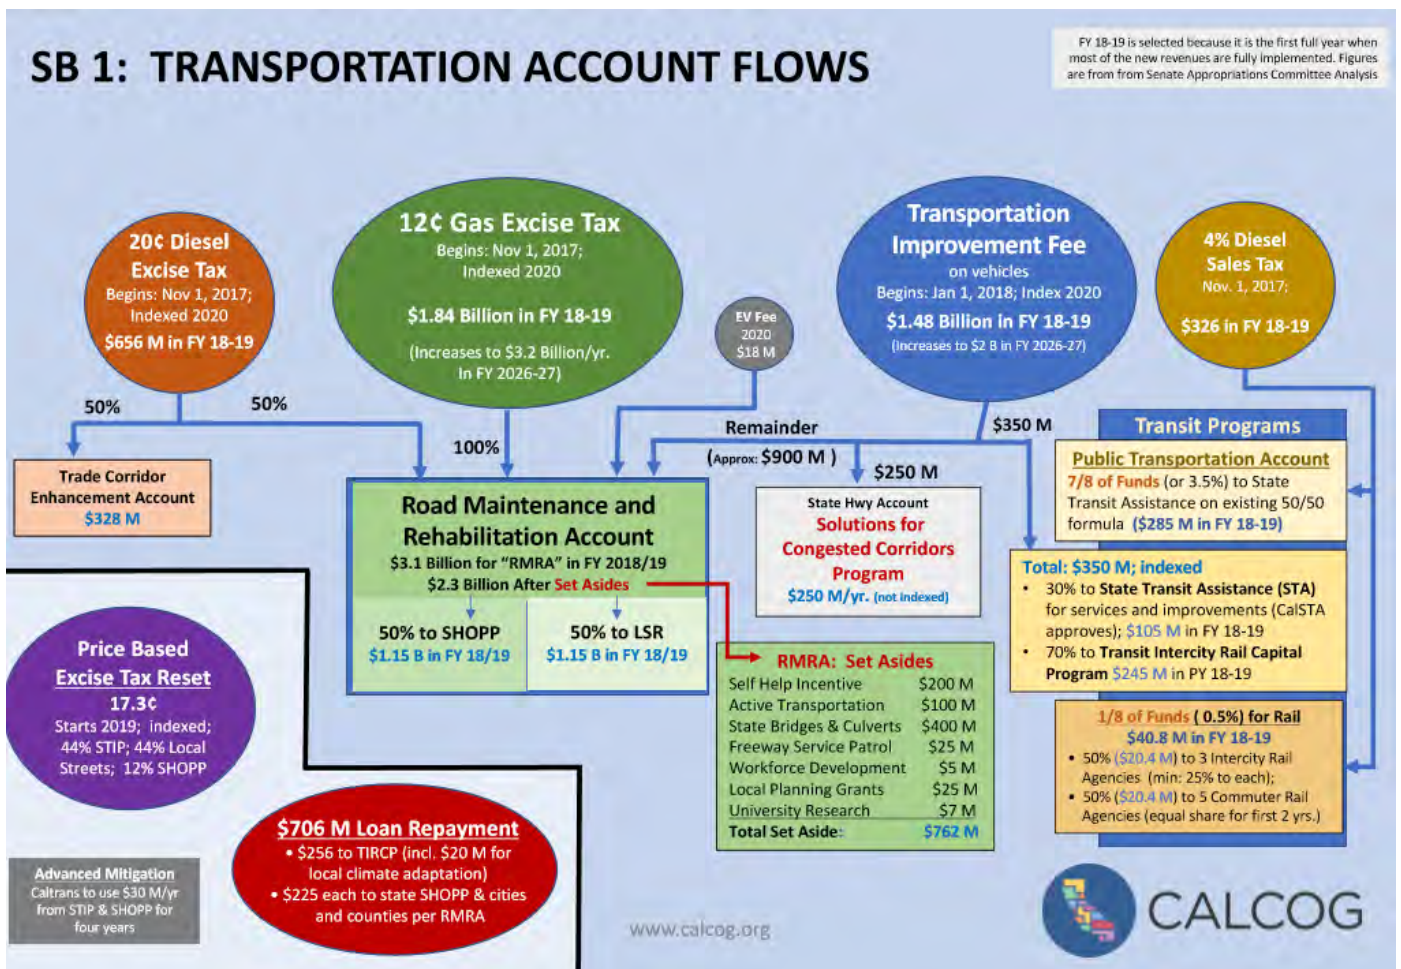 SB 1: TRANSPORTATION ACCOUNT FLOWS
FY 18-19 is selected because it is the first full year when
most of the new revenues are fully implemented. Figures
are from from Senate Appropriations Committee Analysis
20¢ Diesel
Excise Tax
Begins: Nov 1, 2017;
Indexed 2020
$656 M in FY 18-19
12¢ Gas Excise Tax
Begins: Nov 1, 2017;
Indexed 2020
$1.84 Billion in FY 18-19
(Increases to $3.2 Billion/yr.
In FY 2026-27)
EV Fee
2020
$18 M
Transportation
Improvement Fee
on vehicles
Begins: Jan 1, 2018; Index 2020
$1.48 Billion in FY 18-19
(Increases to $2 B in FY 2026-27)
4% Diesel
Sales Tax
Nov. 1, 2017;
$326 in FY 18-19
50%
50%
100%
Remainder
(Approx: $900 M )
$250 M
$350 M
Trade Corridor
Enhancement Account
$328 M
Road Maintenance and
Rehabilitation Account
$3.1 Billion for "RMRA" in FY 2018/19
$2.3 Billion After Set Asides
50% to SHOPP
$1.15 B in FY 18/19
50% to LSR
$1.15 B in FY 18/19
State Hwy Account
Solutions for
Congested Corridors
Program
$250 M/yr. (not indexed)
Transit Programs
Public Transportation Account
7/8 of Funds (or 3.5%) to State
Transit Assistance on existing 50/50
formula ($285 M in FY 18-19)
Total: $350 M; indexed
• 30% to State Transit Assistance (STA)
for services and improvements (CalSTA
approves); $105 M in FY 18-19
• 70% to Transit Intercity Rail Capital
Program $245 M in PY 18-19
1/8 of Funds ( 0.5%) for Rail
$40.8 M in FY 18-19
• 50% ($20.4 M) to 3 Intercity Rail
Agencies (min: 25% to each);
• 50% ($20.4 M) to 5 Commuter Rail
Agencies (equal share for first 2 yrs.)
RMRA: Set Asides
Self Help Incentive $200 M
Active Transportation $100 M
State Bridges & Culverts $400 M
Freeway Service Patrol $25 M
Workforce Development $5 M
Local Planning Grants $25 M
University Research $7 M
Total Set Aside: $762 M
Price Based
Excise Tax Reset
17.3¢
Starts 2019; indexed;
44% STIP; 44% Local
Streets; 12% SHOPP
$706 M Loan Repayment
• $256 to TIRCP (incl. $20 M for
local climate adaptation)
• $225 each to state SHOPP & cities
and counties per RMRA
Advanced Mitigation
Caltrans to use $30 M/yr
from STIP & SHOPP for
four years
www.calcog.org
CALCOG